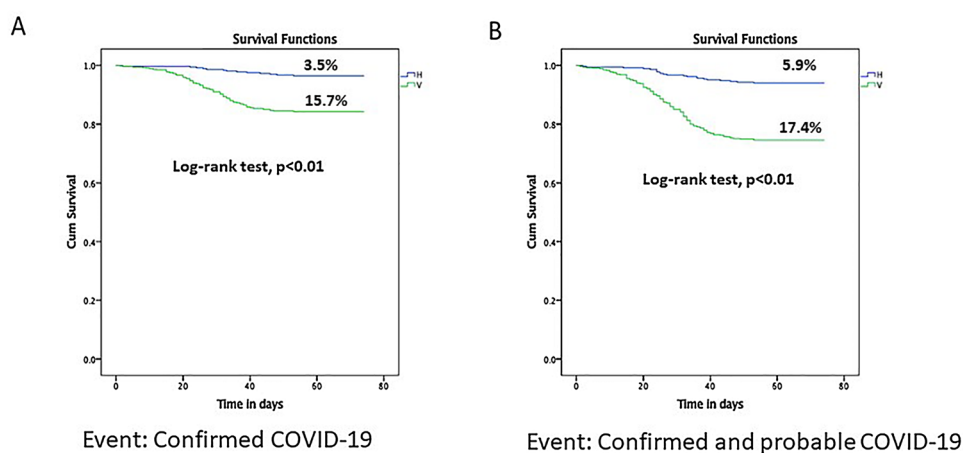 A
Survival Functions
1.0
0.8
0.6
0.4
0.2
0.0
Cum Survival
3.5%
15.7%
H
V
Log-rank test, p<0.01
0 20 40 60 80
Time in days
Event: Confirmed COVID-19
B
Survival Functions
1.0
0.8
0.6
0.4
0.2
0.0
Cum Survival
5.9%
17.4%
H
V
Log-rank test, p<0.01
0 20 40 60 80
Time in days
Event: Confirmed and probable COVID-19